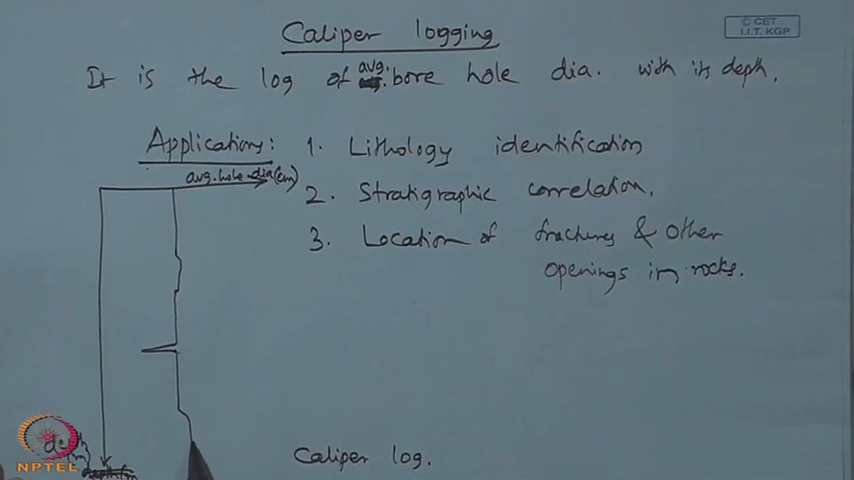 Caliper logging
© CET
I.I.T. KGP
It is the log of avg. bore hole dia. with its depth.
Applications: 1. Lithology identification
avg. hole dia (cm)
2. Stratigraphic correlation.
3. Location of fractures & other
openings in rocks.
Caliper log.
NPTEL